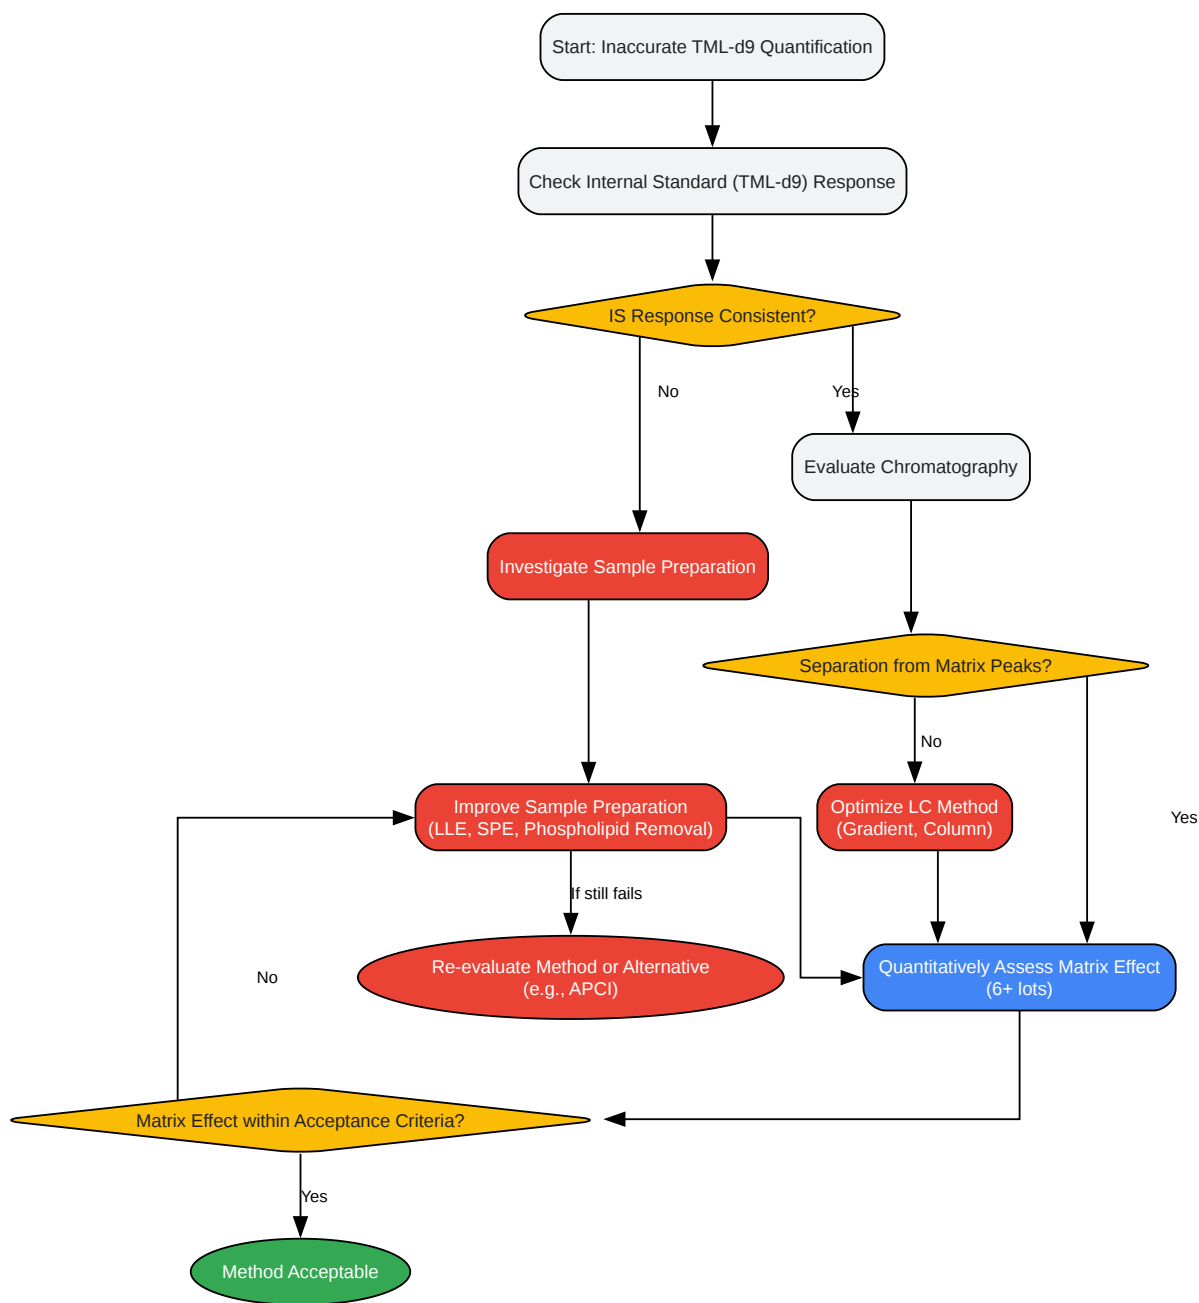 Start: Inaccurate TML-d9 Quantification
Check Internal Standard (TML-d9) Response
IS Response Consistent?
No
Yes
Evaluate Chromatography
Investigate Sample Preparation
Separation from Matrix Peaks?
No
Improve Sample Preparation
(LLE, SPE, Phospholipid Removal)
Optimize LC Method
(Gradient, Column)
Yes
If still fails
Re-evaluate Method or Alternative
(e.g., APCI)
Quantitatively Assess Matrix Effect
(6+ lots)
No
Matrix Effect within Acceptance Criteria?
Yes
Method Acceptable